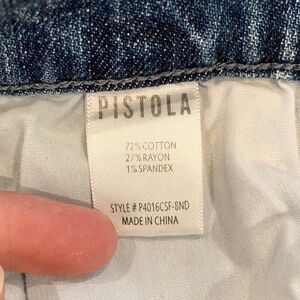 PISTOLA
72% COTTON
27% RAYON
1% SPANDEX
STYLE # P4016CSF-BND
MADE IN CHINA